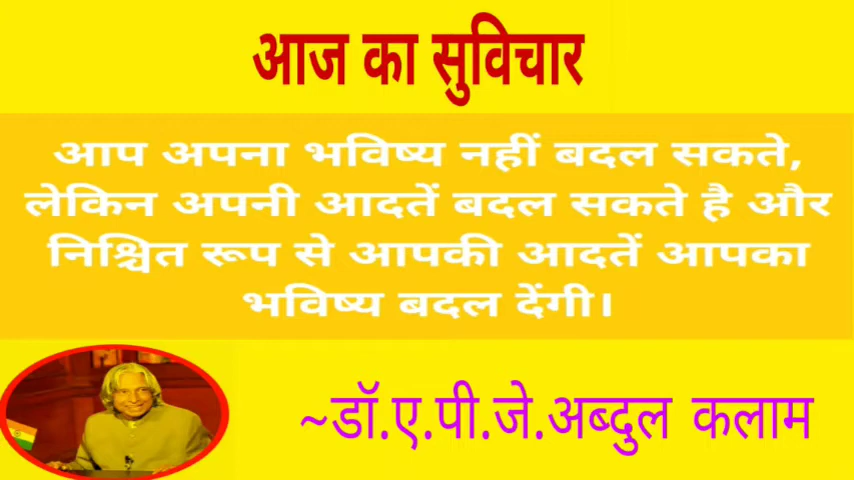 आज का सुविचार
आप अपना भविष्य नहीं बदल सकते,
लेकिन अपनी आदतें बदल सकते है और
निश्चित रूप से आपकी आदतें आपका
भविष्य बदल देंगी।
~डॉ.ए.पी.जे.अब्दुल कलाम